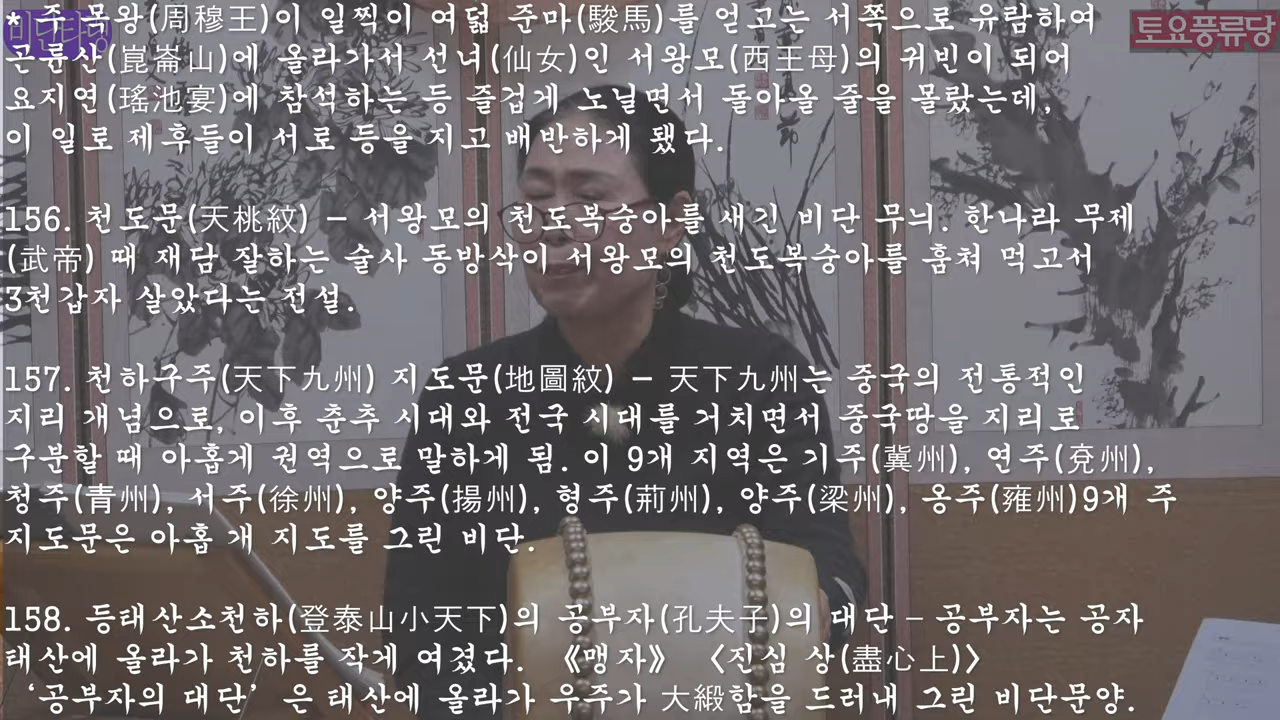 * 주 목왕(周穆王)이 일찍이 여덟 준마(駿馬)를 얻고는 서쪽으로 유람하여
토요풍류당
곤륜산(崑崙山)에 올라가서 선녀(仙女)인 서왕모(西王母)의 귀빈이 되어
요지연(瑤池宴)에 참석하는 등 즐겁게 노닐면서 돌아올 줄을 몰랐는데,
이 일로 제후들이 서로 등을 지고 배반하게 됐다.
156. 천도문(天桃紋) – 서왕모의 천도복숭아를 새긴 비단 무늬. 한나라 무제
(武帝) 때 재담 잘하는 술사 동방삭이 서왕모의 천도복숭아를 훔쳐 먹고서
3천갑자 살았다는 전설.
157. 천하구주(天下九州) 지도문(地圖紋) – 天下九州는 중국의 전통적인
지리 개념으로, 이후 춘추 시대와 전국 시대를 거치면서 중국땅을 지리로
구분할 때 아홉게 권역으로 말하게 됨. 이 9개 지역은 기주(冀州), 연주(兗州),
청주(青州), 서주(徐州), 양주(揚州), 형주(荊州), 양주(梁州), 옹주(雍州)9개 주
지도문은 아홉 개 지도를 그린 비단.
158. 등태산소천하(登泰山小天下)의 공부자(孔夫子)의 대단 – 공부자는 공자
태산에 올라가 천하를 작게 여겼다. 《맹자》 〈진심 상(盡心上)〉
‘공부자의 대단’은 태산에 올라가 우주가 大緞함을 드러내 그린 비단문양.